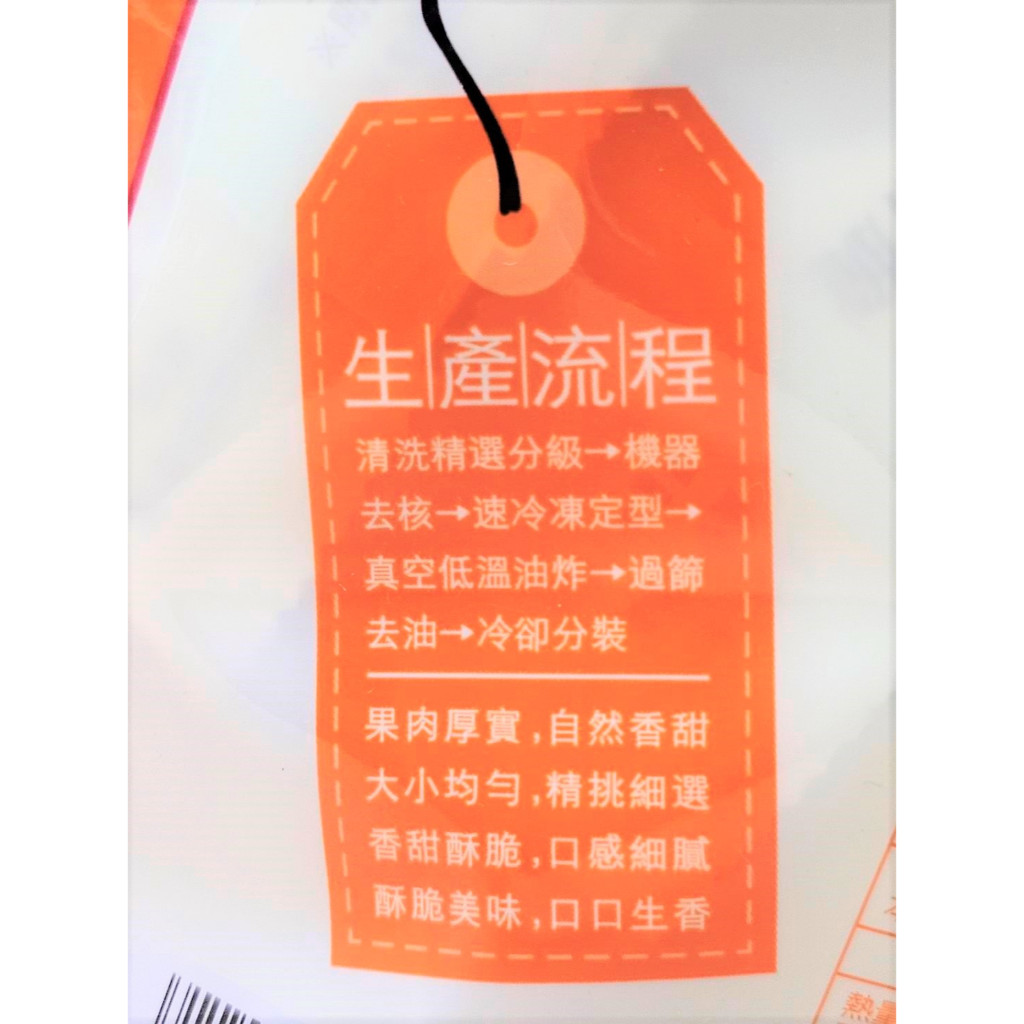 生產流程
清洗精選分級→機器
去核→速冷凍定型→
真空低溫油炸→過篩
去油→冷卻分裝
果肉厚實,自然香甜
大小均勻,精挑細選
香甜酥脆,口感細膩
酥脆美味,口口生香
熱